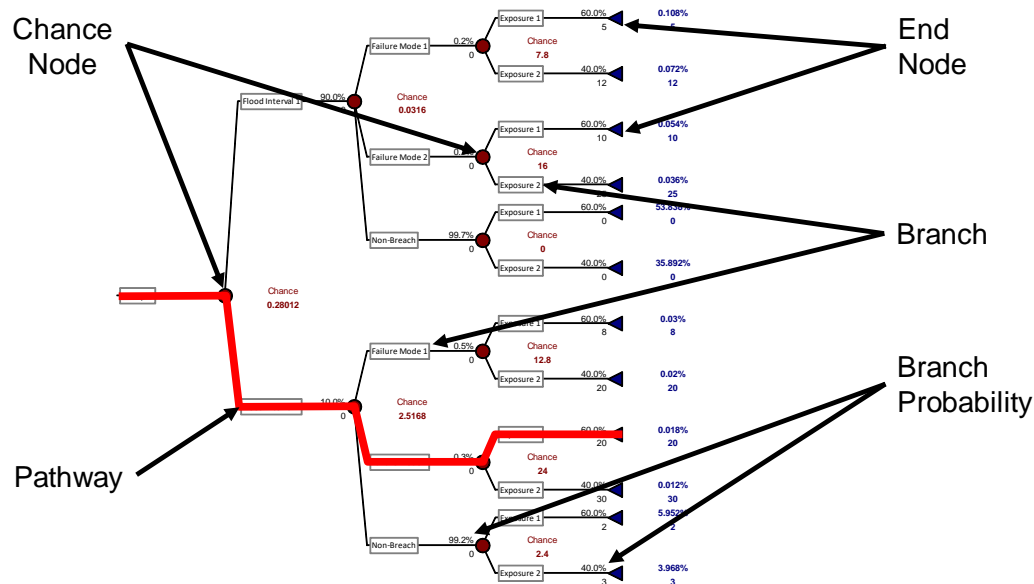 Chance
Node
End
Node
Branch
Branch
Probability
Pathway
Flood Interval 1
90.0%
Chance
0.0316
Failure Mode 1
0.2%
0
Chance
7.8
Exposure 1
60.0%
5
0.108%
5
Exposure 2
40.0%
12
0.072%
12
Failure Mode 2
0
Chance
16
Exposure 1
60.0%
10
0.054%
10
Exposure 2
40.0%
0.036%
25
Non-Breach
99.7%
0
Chance
0
Exposure 1
60.0%
0
53.838%
0
Exposure 2
40.0%
0
35.892%
0
Chance
0.28012
10.0%
0
Chance
2.5168
Failure Mode 1
0.5%
0
Chance
12.8
Exposure 1
60.0%
8
0.03%
8
Exposure 2
40.0%
20
0.02%
20
0.3%
0
Chance
24
60.0%
20
0.018%
20
Exposure 2
40.0%
30
0.012%
30
Non-Breach
99.2%
0
Chance
2.4
Exposure 1
60.0%
2
5.952%
2
Exposure 2
40.0%
3
3.968%
3